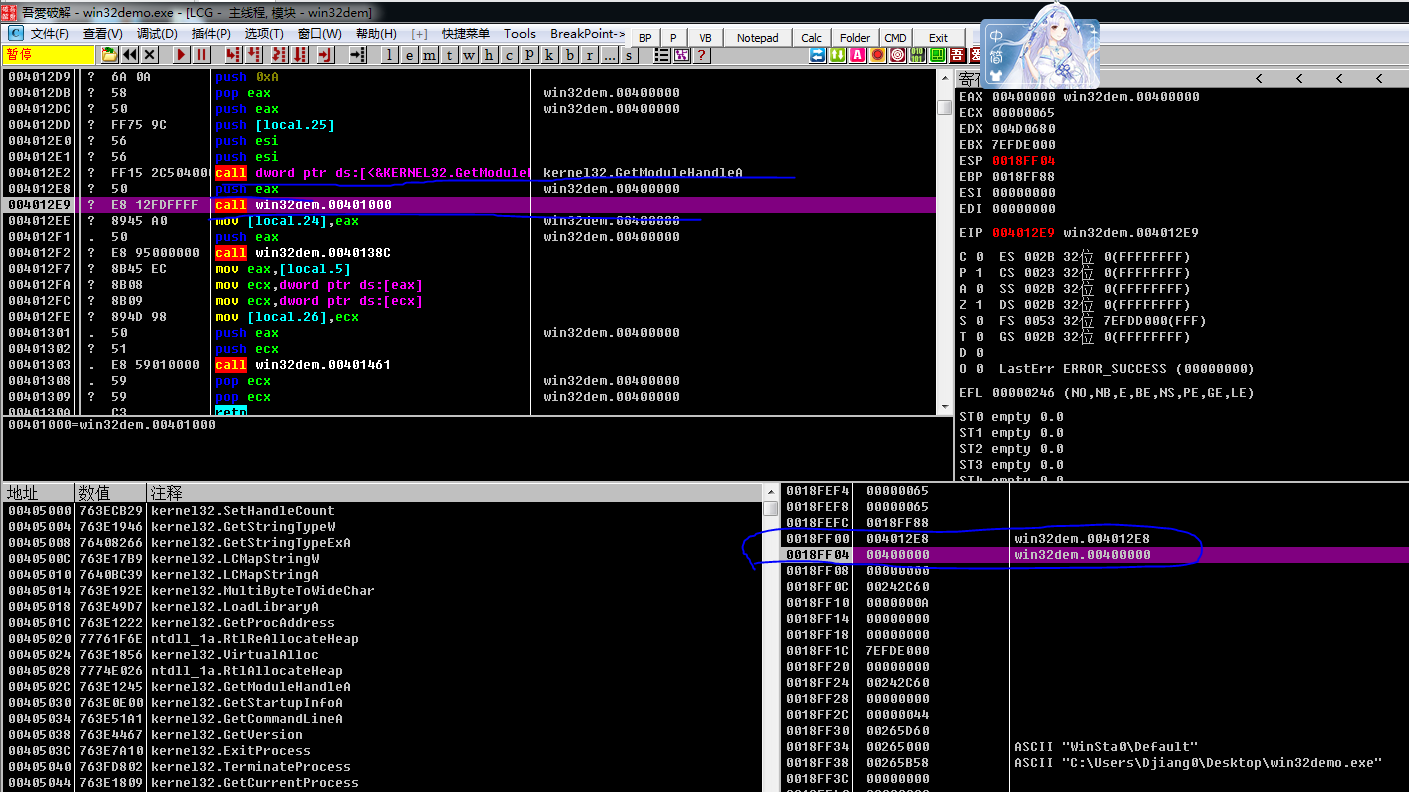 吾愛破解 - win32demo.exe - [LCG - 主线程, 模块 - win32dem]
文件(F) 查看(V) 调试(D) 插件(P) 选项(T) 窗口(W) 帮助(H) [+] 快捷菜单 Tools BreakPoint-> BP P VB Notepad Calc Folder CMD Exit
暂停 l e m t w h c p k b r ... s ?
中
简
004012D9 ? 6A 0A push 0xA
004012DB ? 58 pop eax win32dem.00400000
004012DC ? 50 push eax win32dem.00400000
004012DD ? FF75 9C push [local.25]
004012E0 ? 56 push esi
004012E1 ? 56 push esi
004012E2 ? FF15 2C50400 call dword ptr ds:[<&KERNEL32.GetModule kernel32.GetModuleHandleA
004012E8 ? 50 push eax win32dem.00400000
004012E9 ? E8 12FDFFFF call win32dem.00401000
004012EE ? 8945 A0 mov [local.24],eax win32dem.00400000
004012F1 . 50 push eax win32dem.00400000
004012F2 ? E8 95000000 call win32dem.0040138C
004012F7 ? 8B45 EC mov eax,[local.5]
004012FA ? 8B08 mov ecx,dword ptr ds:[eax]
004012FC ? 8B09 mov ecx,dword ptr ds:[ecx]
004012FE ? 894D 98 mov [local.26],ecx
00401301 . 50 push eax win32dem.00400000
00401302 ? 51 push ecx
00401303 . E8 59010000 call win32dem.00401461
00401308 . 59 pop ecx win32dem.00400000
00401309 ? 59 pop ecx win32dem.00400000
0040130A . C3 retn
00401000=win32dem.00401000
< < < <
EAX 00400000 win32dem.00400000
ECX 00000065
EDX 004D0680
EBX 7EFDE000
ESP 0018FF04
EBP 0018FF88
ESI 00000000
EDI 00000000
EIP 004012E9 win32dem.004012E9
C 0 ES 002B 32位 0(FFFFFFFF)
P 1 CS 0023 32位 0(FFFFFFFF)
A 0 SS 002B 32位 0(FFFFFFFF)
Z 1 DS 002B 32位 0(FFFFFFFF)
S 0 FS 0053 32位 7EFDD000(FFF)
T 0 GS 002B 32位 0(FFFFFFFF)
D 0
O 0 LastErr ERROR_SUCCESS (00000000)
EFL 00000246 (NO,NB,E,BE,NS,PE,GE,LE)
ST0 empty 0.0
ST1 empty 0.0
ST2 empty 0.0
ST3 empty 0.0
ST4 empty 0.0
地址 数值 注释
00405000 763ECB29 kernel32.SetHandleCount
00405004 763E1946 kernel32.GetStringTypeW
00405008 76408266 kernel32.GetStringTypeExA
0040500C 763E17B9 kernel32.LCMapStringW
00405010 7640BC39 kernel32.LCMapStringA
00405014 763E192E kernel32.MultiByteToWideChar
00405018 763E49D7 kernel32.LoadLibraryA
0040501C 763E1222 kernel32.GetProcAddress
00405020 77761F6E ntdll_1a.RtlReAllocateHeap
00405024 763E1856 kernel32.VirtualAlloc
00405028 7774E026 ntdll_1a.RtlAllocateHeap
0040502C 763E1245 kernel32.GetModuleHandleA
00405030 763E0E00 kernel32.GetStartupInfoA
00405034 763E51A1 kernel32.GetCommandLineA
00405038 763E4467 kernel32.GetVersion
0040503C 763E7A10 kernel32.ExitProcess
00405040 763FD802 kernel32.TerminateProcess
00405044 763E1809 kernel32.GetCurrentProcess
0018FEF4 00000065
0018FEF8 00000065
0018FEFC 0018FF88
0018FF00 004012E8 win32dem.004012E8
0018FF04 00400000 win32dem.00400000
0018FF08 00000000
0018FF0C 00242C60
0018FF10 0000000A
0018FF14 00000000
0018FF18 00000000
0018FF1C 7EFDE000
0018FF20 00000000
0018FF24 00242C60
0018FF28 00000000
0018FF2C 00000044
0018FF30 00265D60
0018FF34 00265000 ASCII "WinSta0\Default"
0018FF38 00265B58 ASCII "C:\Users\Djiang0\Desktop\win32demo.exe"
0018FF3C 00000000